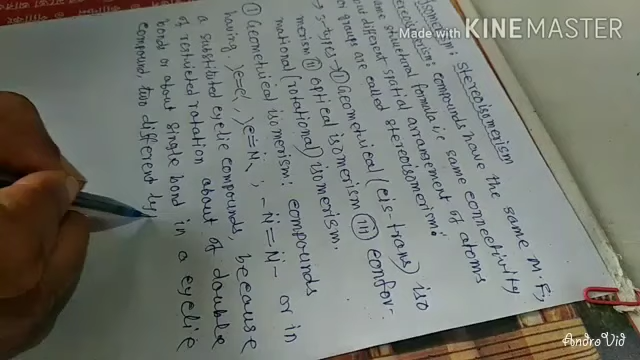 Made with KINEMASTER
isomerism: stereoisomerism
stereoisomerism: compounds have the same M.F,
same structural formula i.e same connectivity
but different spatial arrangement of atoms
or groups are called stereoisomerism.
→ 3-types → (I) Geometrical (cis-trans) iso
merism (II) optical isomerism (III) confor-
mational (rotational) isomerism.
(I) Geometrical isomerism: compounds
having, >c=c<, >c=N, ; -N=N- or in
a substituted cyclic compounds, because
of restricted rotation about of double
bonds or about single bond in a cyclic
compound, two different ty
AndroVid